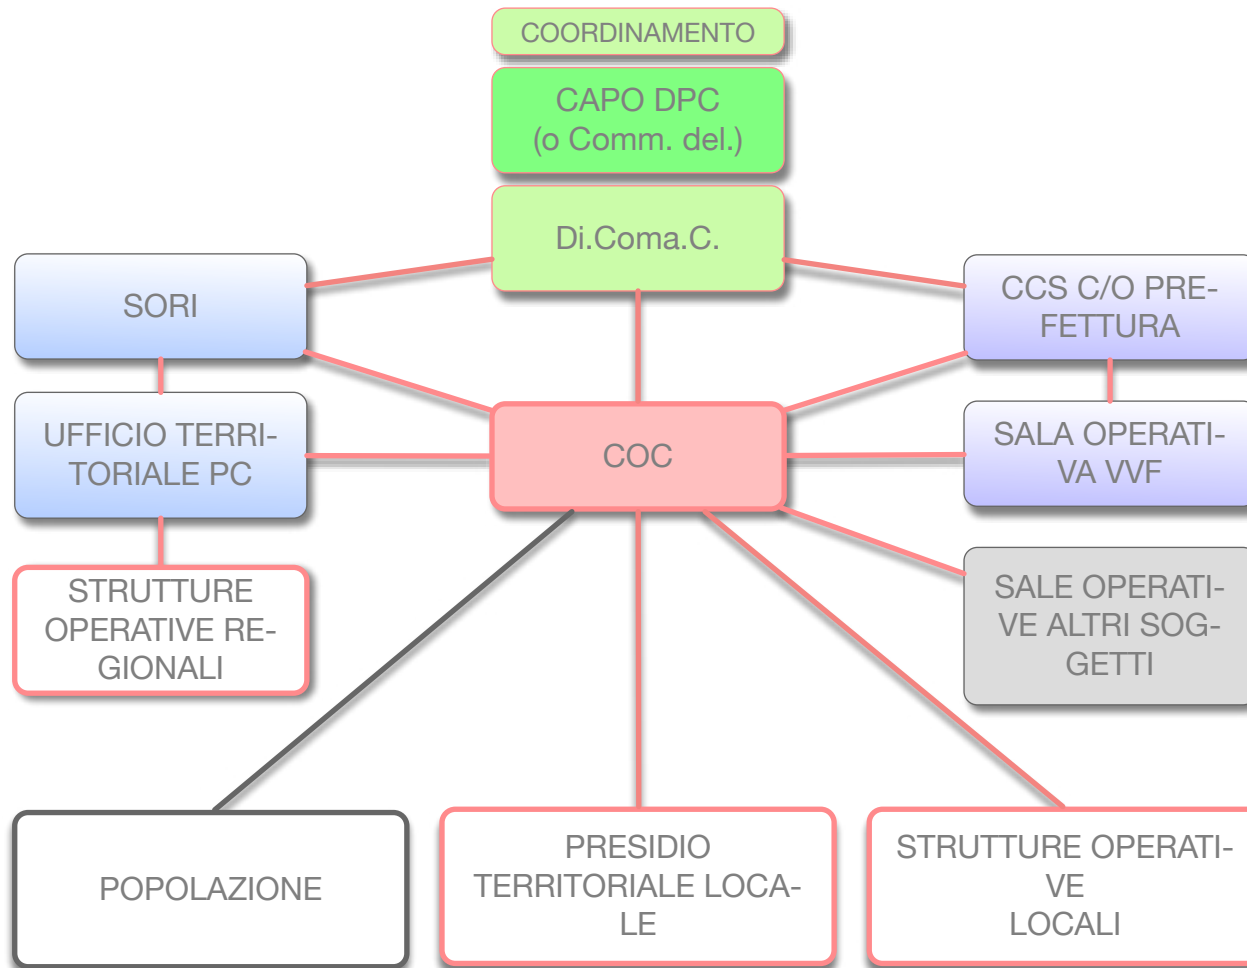 COORDINAMENTO
CAPO DPC
(o Comm. del.)
Di.Coma.C.
SORI
CCS C/O PRE-
FETTURA
UFFICIO TERRI-
TORIALE PC
COC
SALA OPERATI-
VA VVF
STRUTTURE
OPERATIVE RE-
GIONALI
SALE OPERATI-
VE ALTRI SOG-
GETTI
POPOLAZIONE
PRESIDIO
TERRITORIALE LOCA-
LE
STRUTTURE OPERATI-
VE
LOCALI